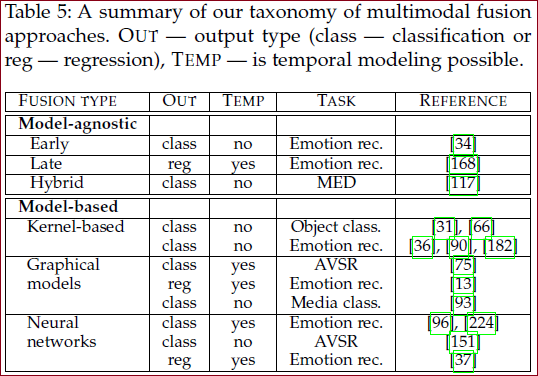 Table 5: A summary of our taxonomy of multimodal fusion
approaches. OUT — output type (class — classification or
reg — regression), TEMP — is temporal modeling possible.
FUSION TYPE OUT TEMP TASK REFERENCE
Model-agnostic
Early class no Emotion rec. [34]
Late reg yes Emotion rec. [168]
Hybrid class no MED [117]
Model-based
Kernel-based class no Object class. [31], [66]
class no Emotion rec. [36], [90], [182]
Graphical class yes AVSR [75]
models reg yes Emotion rec. [13]
class no Media class. [93]
Neural class yes Emotion rec. [96], [224]
networks class no AVSR [151]
reg yes Emotion rec. [37]